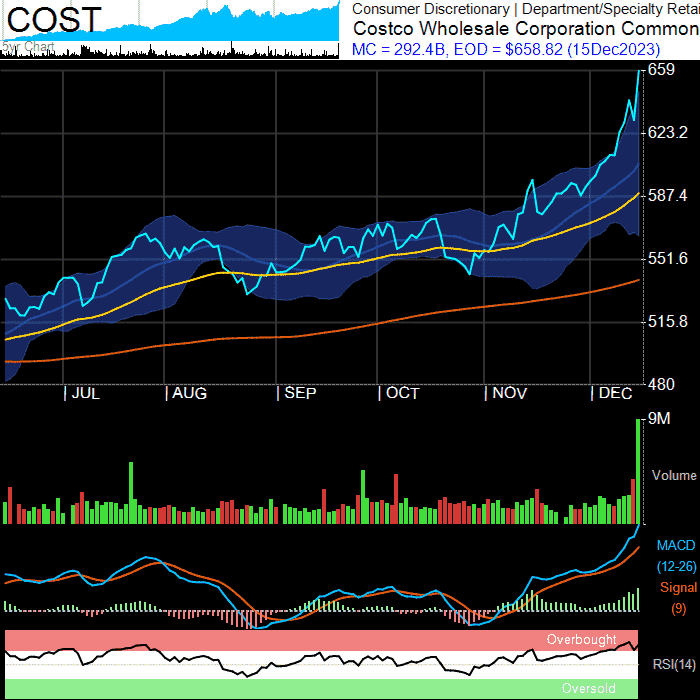 COST
5yr Chart
Consumer Discretionary | Department/Specialty Retai
Costco Wholesale Corporation Common
MC = 292.4B, EOD = $658.82 (15Dec2023)
659
623.2
587.4
551.6
515.8
480
| JUL | AUG | SEP | OCT | NOV | DEC
9M
Volume
MACD
(12-26)
Signal
(9)
Overbought
RSI(14)
Oversold